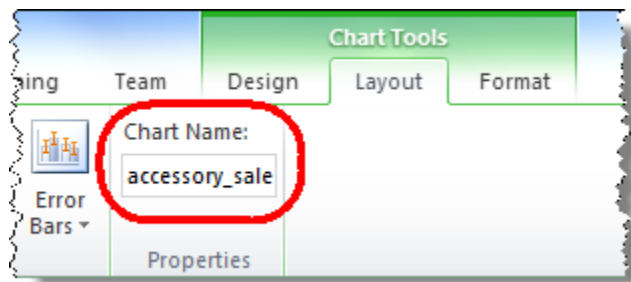 Chart Tools
Team Design Layout Format
Chart Name:
accessory_sale
Error
Bars
Properties